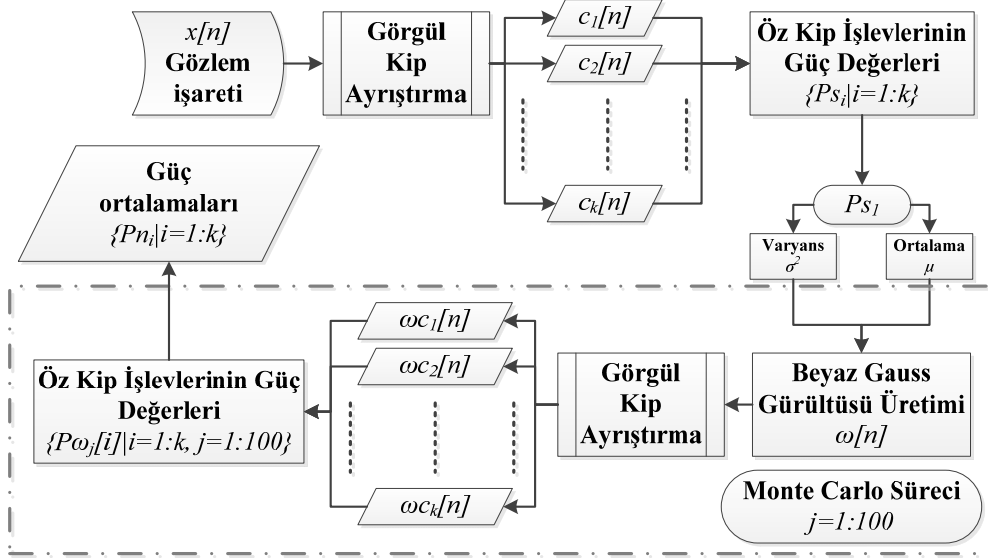 x[n]
Gözlem
işareti
Görgül
Kip
Ayrıştırma
c1[n]
c2[n]
ck[n]
Öz Kip İşlevlerinin
Güç Değerleri
{Psi|i=1:k}
Ps1
Varyans
σ2
Ortalama
μ
Beyaz Gauss
Gürültüsü Üretimi
ω[n]
Monte Carlo Süreci
j=1:100
Görgül
Kip
Ayrıştırma
ωc1[n]
ωc2[n]
ωck[n]
Öz Kip İşlevlerinin Güç
Değerleri
{Pωj[i]|i=1:k, j=1:100}
Güç
ortalamaları
{Pni|i=1:k}